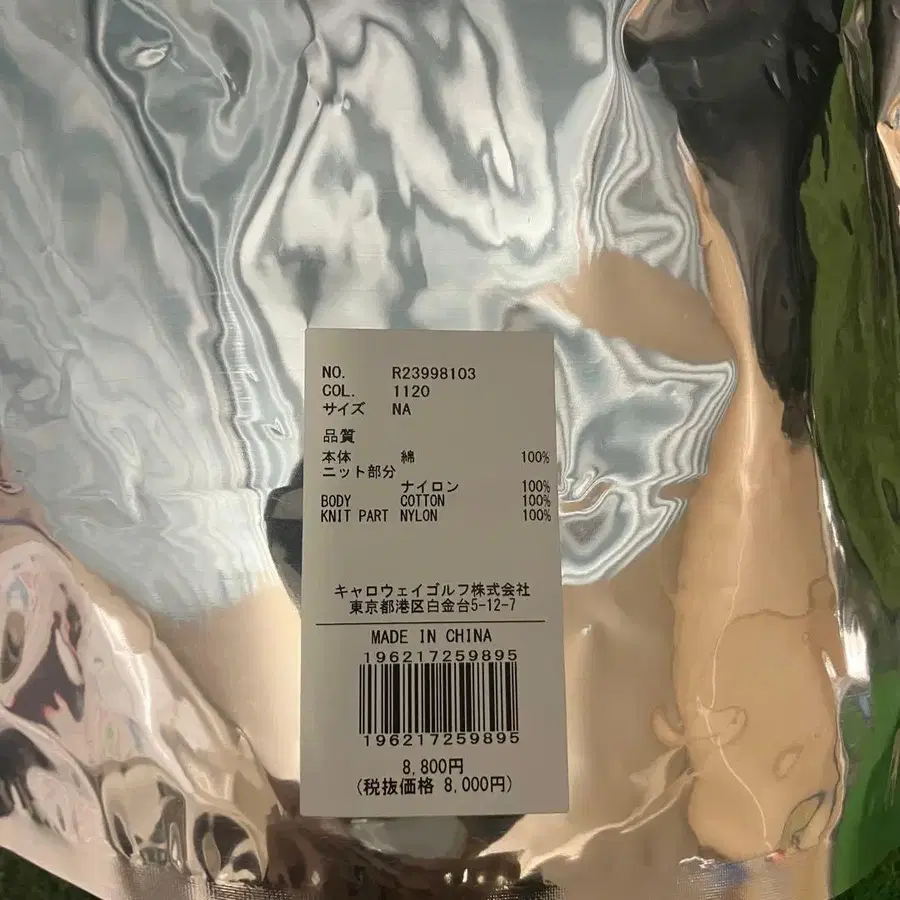 NO. R23998103
COL. 1120
サイズ NA
品質
本体 綿 100%
ニット部分
ナイロン 100%
BODY COTTON 100%
KNIT PART NYLON 100%
キャロウェイゴルフ株式会社
東京都港区白金台5-12-7
MADE IN CHINA
196217259895
196217259895
8,800円
(税抜価格 8,000円)